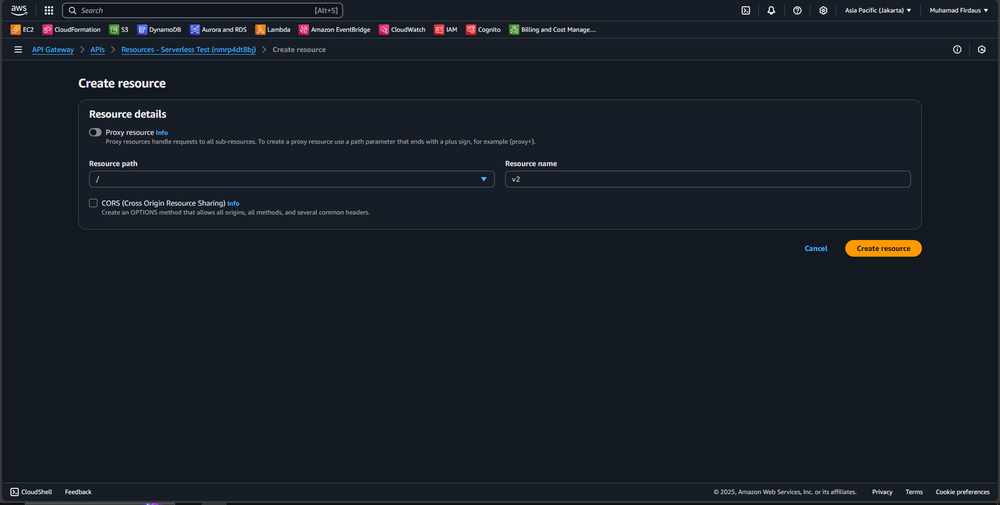 aws Search [Alt+S] Asia Pacific (Jakarta) Muhamad Firdaus
EC2 CloudFormation S3 DynamoDB Aurora and RDS Lambda Amazon EventBridge CloudWatch IAM Cognito Billing and Cost Manage...
API Gateway APIs Resources - Serverless Test (nmrp4dt8bj) Create resource
Create resource
Resource details
Proxy resource Info
Proxy resources handle requests to all sub-resources. To create a proxy resource use a path parameter that ends with a plus sign, for example {proxy+}.
Resource path Resource name
/ v2
CORS (Cross Origin Resource Sharing) Info
Create an OPTIONS method that allows all origins, all methods, and several common headers.
Cancel Create resource
CloudShell Feedback © 2025, Amazon Web Services, Inc. or its affiliates. Privacy Terms Cookie preferences